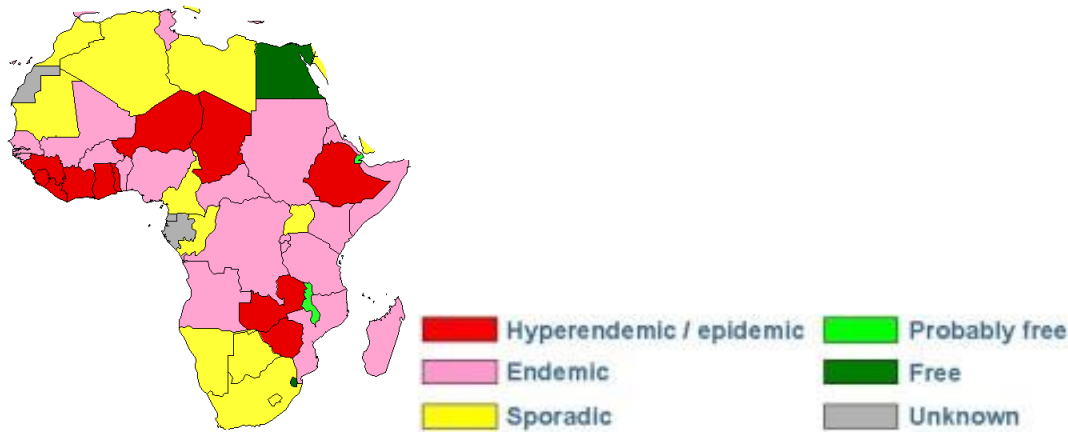 Hyperendemic / epidemic
Probably free
Endemic
Free
Sporadic
Unknown